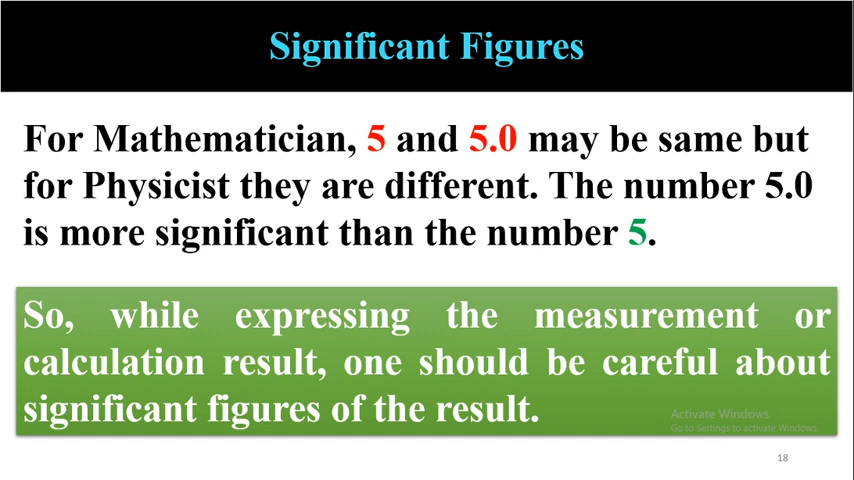 Significant Figures
For Mathematician, 5 and 5.0 may be same but
for Physicist they are different. The number 5.0
is more significant than the number 5.
So, while expressing the measurement or
calculation result, one should be careful about
significant figures of the result.
Activate Windows
Go to Settings to activate Windows.
18